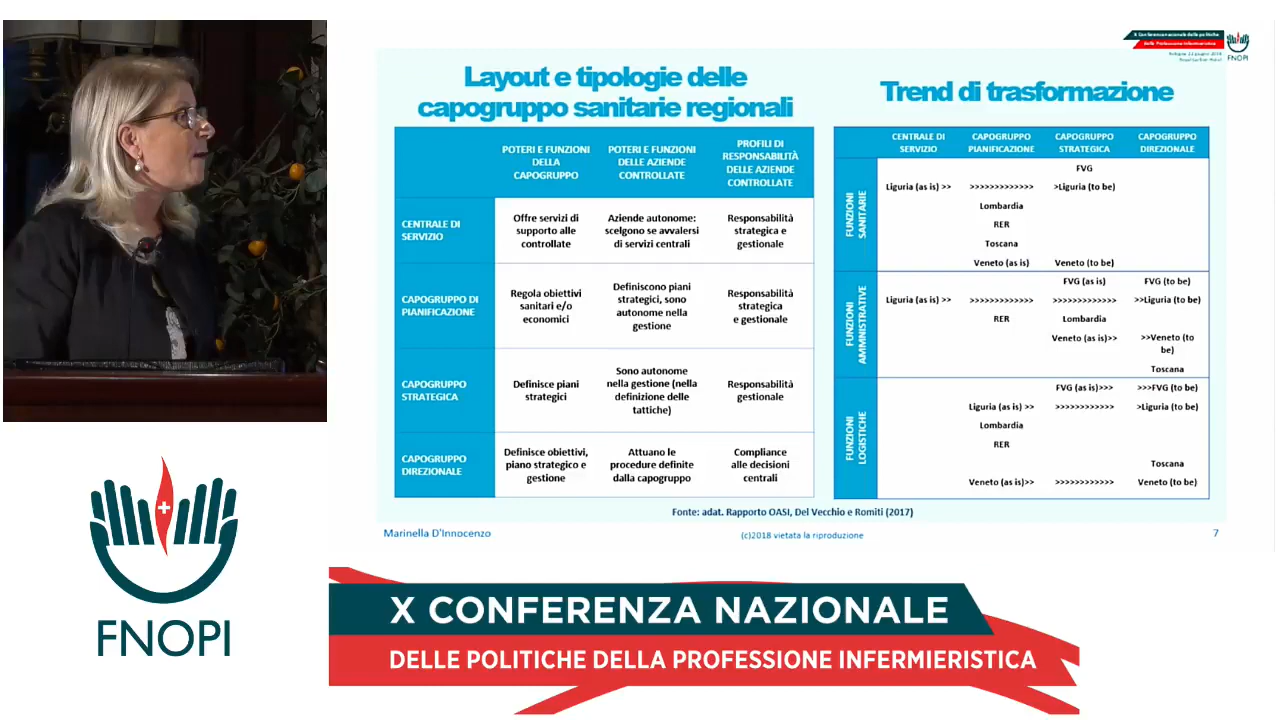 X Conferenza nazionale delle politiche
della Professione Infermieristica
FNOPI
Layout e tipologie delle
capogruppo sanitarie regionali
POTERI E FUNZIONI
DELLA
CAPOGRUPPO
POTERI E FUNZIONI
DELLE AZIENDE
CONTROLLATE
PROFILI DI
RESPONSABILITÀ
DELLE AZIENDE
CONTROLLATE
CENTRALE DI
SERVIZIO
Offre servizi di
supporto alle
controllate
Aziende autonome:
scelgono se avvalersi
di servizi centrali
Responsabilità
strategica e
gestionale
CAPOGRUPPO DI
PIANIFICAZIONE
Regola obiettivi
sanitari e/o
economici
Definiscono piani
strategici, sono
autonome nella
gestione
Responsabilità
strategica
e gestionale
CAPOGRUPPO
STRATEGICA
Definisce piani
strategici
Sono autonome
nella gestione (nella
definizione delle
tattiche)
Responsabilità
gestionale
CAPOGRUPPO
DIREZIONALE
Definisce obiettivi,
piano strategico e
gestione
Attuano le
procedure definite
dalla capogruppo
Compliance
alle decisioni
centrali
Trend di trasformazione
CENTRALE DI
SERVIZIO
CAPOGRUPPO
PIANIFICAZIONE
CAPOGRUPPO
STRATEGICA
CAPOGRUPPO
DIREZIONALE
FUNZIONI
SANITARIE
FVG
Liguria (as is) >> >>>>>>>>>>>>> >Liguria (to be)
Lombardia
RER
Toscana
Veneto (as is) Veneto (to be)
FUNZIONI
AMMNISTRATIVE
FVG (as is) FVG (to be)
Liguria (as is) >> >>>>>>>>>>>>> >>>>>>>>>>>>> >>Liguria (to be)
RER Lombardia
Veneto (as is)>> >>Veneto (to
be)
Toscana
FUNZIONI
LOGISTICHE
FVG (as is)>>> >>>FVG (to be)
Liguria (as is) >> >>>>>>>>>>>> >Liguria (to be)
Lombardia
RER
Toscana
Veneto (as is)>> >>>>>>>>>>>> Veneto (to be)
Fonte: adat. Rapporto OASI, Del Vecchio e Romiti (2017)
Marinella D'Innocenzo
(c)2018 vietata la riproduzione
7
FNOPI
X CONFERENZA NAZIONALE
DELLE POLITICHE DELLA PROFESSIONE INFERMIERISTICA